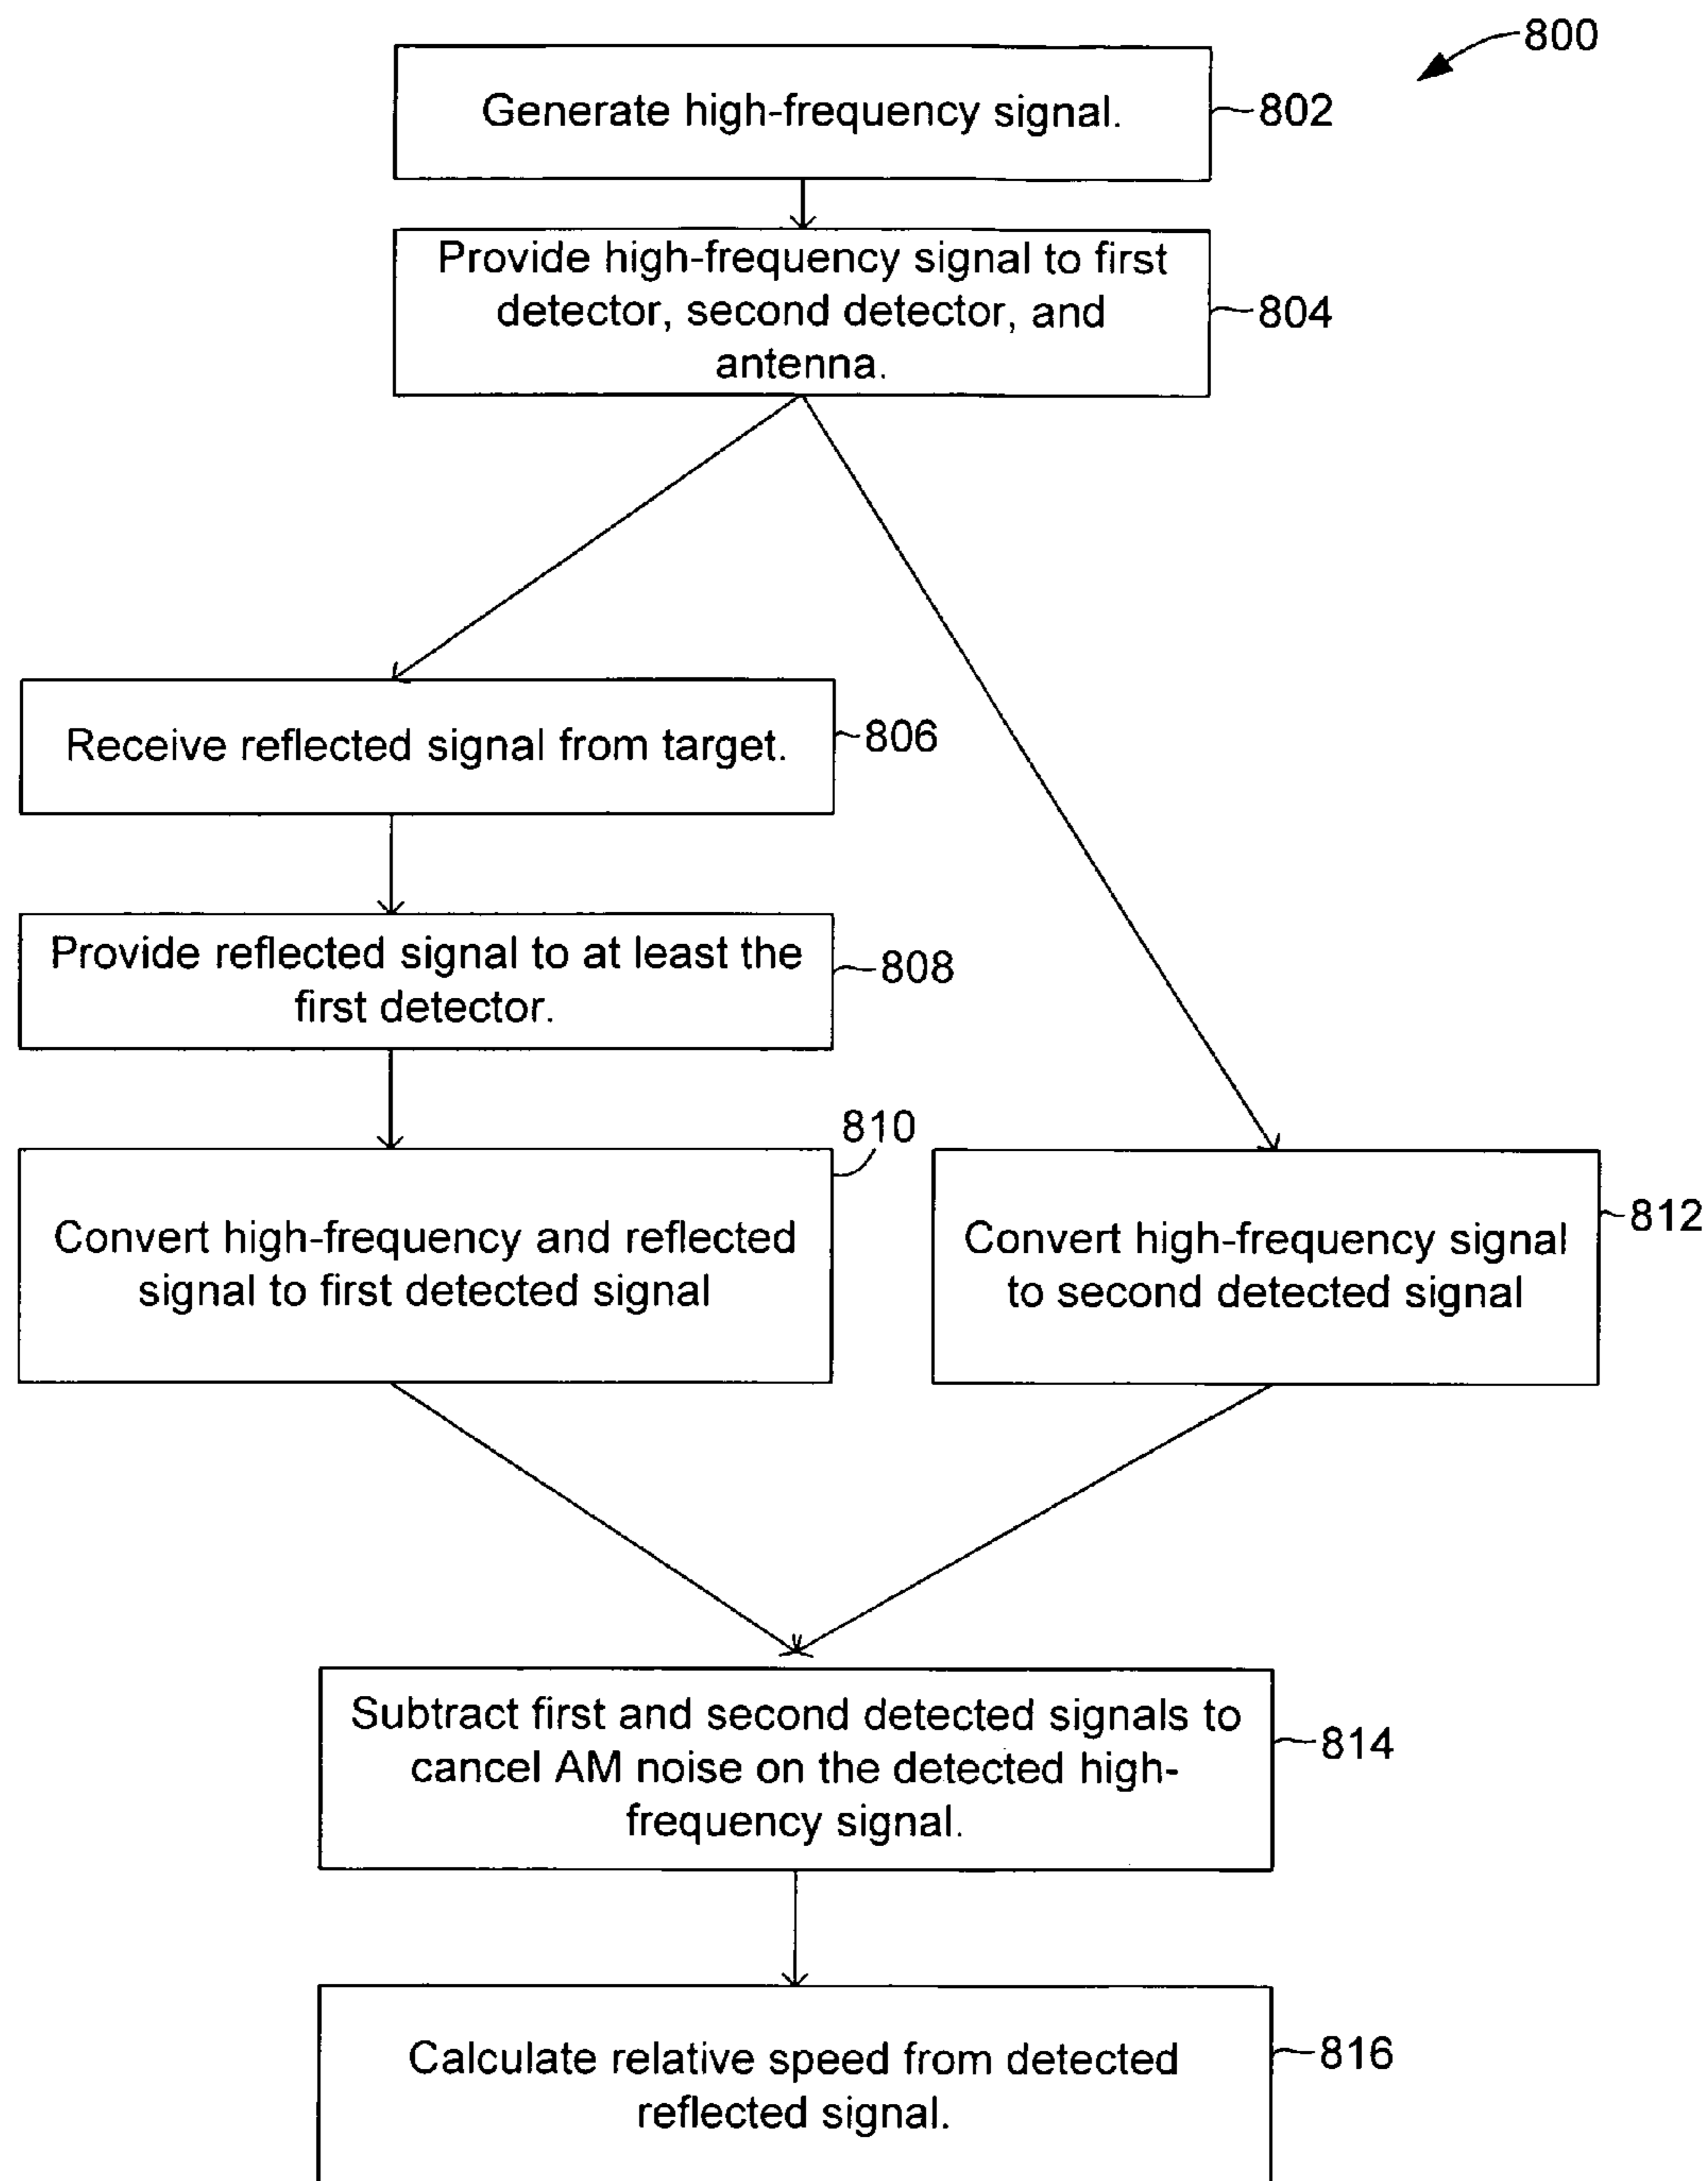 800
Generate high-frequency signal.
802
Provide high-frequency signal to first
detector, second detector, and
antenna.
804
Receive reflected signal from target.
806
Provide reflected signal to at least the
first detector.
808
810
Convert high-frequency and reflected
signal to first detected signal
Convert high-frequency signal
to second detected signal
812
Subtract first and second detected signals to
cancel AM noise on the detected high-
frequency signal.
814
Calculate relative speed from detected
reflected signal.
816